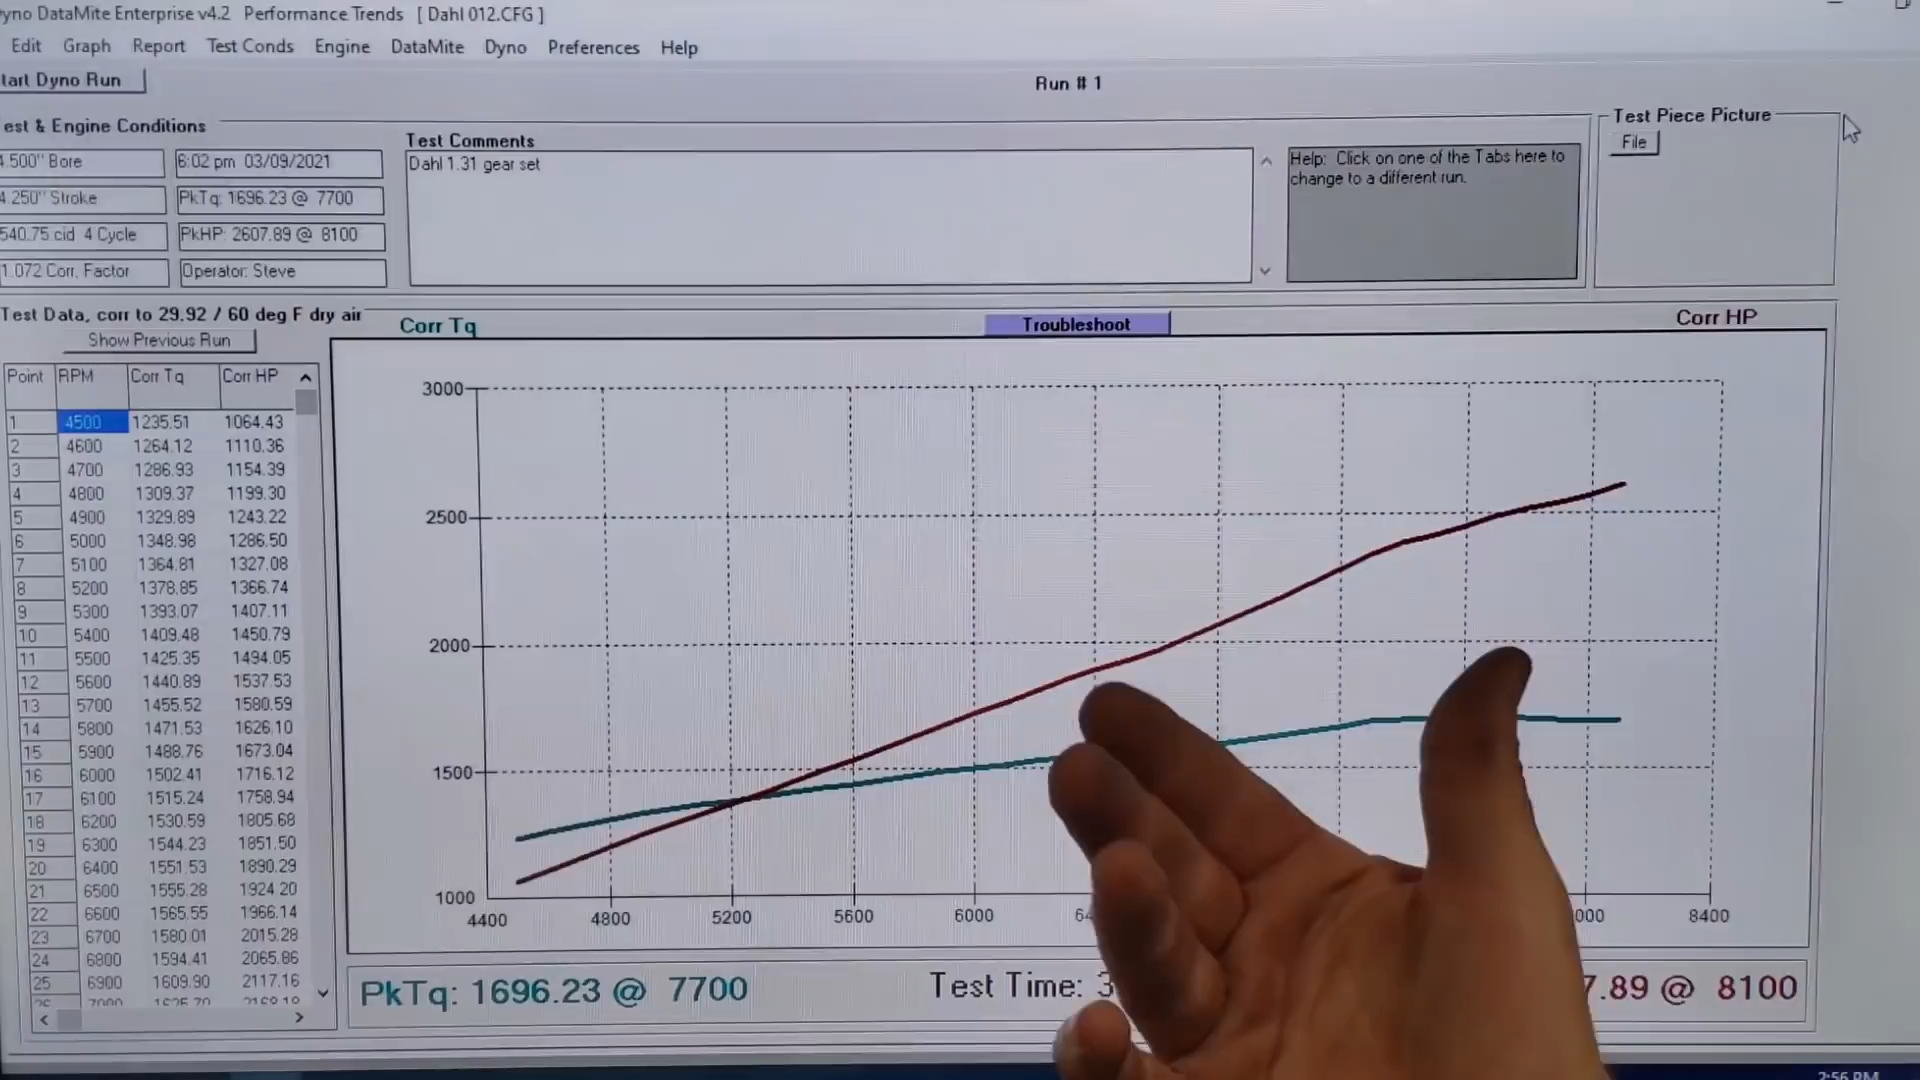 yno DataMite Enterprise v4.2 Performance Trends [ Dahl 012.CFG ]
Edit Graph Report Test Conds Engine DataMite Dyno Preferences Help
tart Dyno Run
Run # 1
est & Engine Conditions
4.500" Bore
6:02 pm 03/09/2021
4.250" Stroke
PkTq: 1696.23 @ 7700
540.75 cid 4 Cycle
PkHP: 2607.89 @ 8100
1.072 Corr. Factor
Operator: Steve
Test Comments
Dahl 1.31 gear set
Help: Click on one of the Tabs here to
change to a different run.
Test Piece Picture
File
Test Data, corr to 29.92 / 60 deg F dry air
Show Previous Run
Corr Tq
Troubleshoot
Corr HP
Point RPM Corr Tq Corr HP
1 4500 1235.51 1064.43
2 4600 1264.12 1110.36
3 4700 1286.93 1154.39
4 4800 1309.37 1199.30
5 4900 1329.89 1243.22
6 5000 1348.98 1286.50
7 5100 1364.81 1327.08
8 5200 1378.85 1366.74
9 5300 1393.07 1407.11
10 5400 1409.48 1450.79
11 5500 1425.35 1494.05
12 5600 1440.89 1537.53
13 5700 1455.52 1580.59
14 5800 1471.53 1626.10
15 5900 1488.76 1673.04
16 6000 1502.41 1716.12
17 6100 1515.24 1758.94
18 6200 1530.59 1805.68
19 6300 1544.23 1851.50
20 6400 1551.53 1890.29
21 6500 1555.28 1924.20
22 6600 1565.55 1966.14
23 6700 1580.01 2015.28
24 6800 1594.41 2065.86
25 6900 1609.90 2117.16
3000
2500
2000
1500
1000
4400 4800 5200 5600 6000 64 000 8400
PkTq: 1696.23 @ 7700
Test Time: 3
7.89 @ 8100
2:56 PM